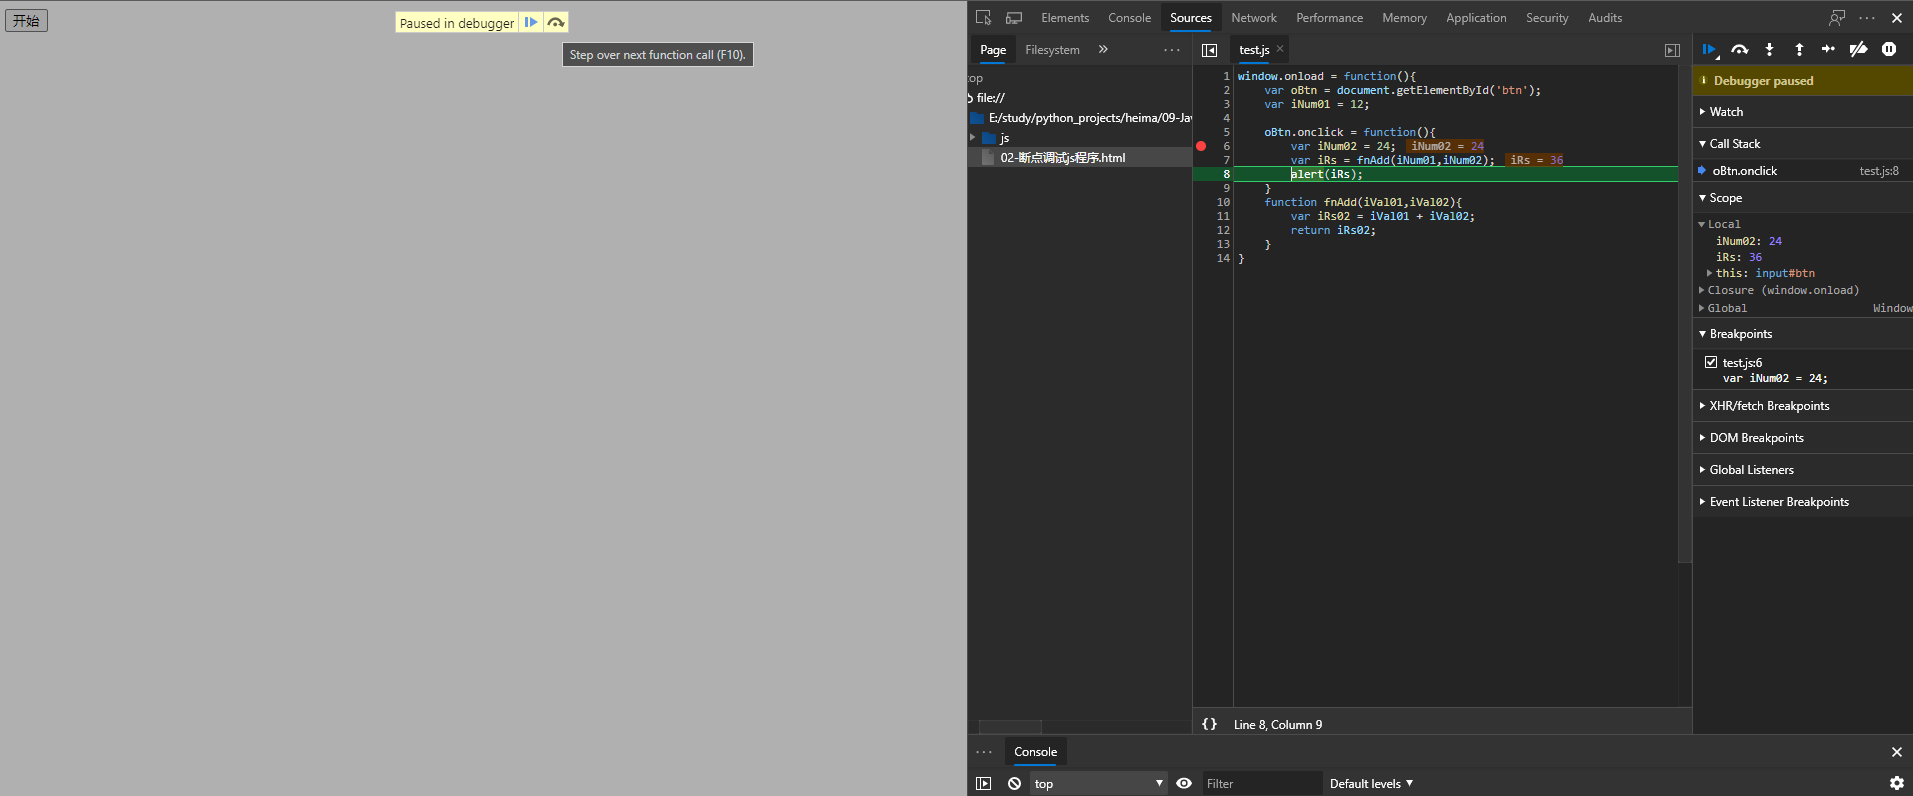 开始
Paused in debugger
Step over next function call (F10).
Elements Console Sources Network Performance Memory Application Security Audits
Page Filesystem » ···
top
file://
E:/study/python_projects/heima/09-Jav
js
02-断点调试js程序.html
test.js ×
1 window.onload = function(){
2 var oBtn = document.getElementById('btn');
3 var iNum01 = 12;
4
5 oBtn.onclick = function(){
6 var iNum02 = 24; iNum02 = 24
7 var iRs = fnAdd(iNum01,iNum02); iRs = 36
8 alert(iRs);
9 }
10 function fnAdd(iVal01,iVal02){
11 var iRs02 = iVal01 + iVal02;
12 return iRs02;
13 }
14 }
{} Line 8, Column 9
Debugger paused
Watch
Call Stack
oBtn.onclick test.js:8
Scope
Local
iNum02: 24
iRs: 36
this: input#btn
Closure (window.onload)
Global Window
Breakpoints
test.js:6
var iNum02 = 24;
XHR/fetch Breakpoints
DOM Breakpoints
Global Listeners
Event Listener Breakpoints
··· Console
top Filter Default levels